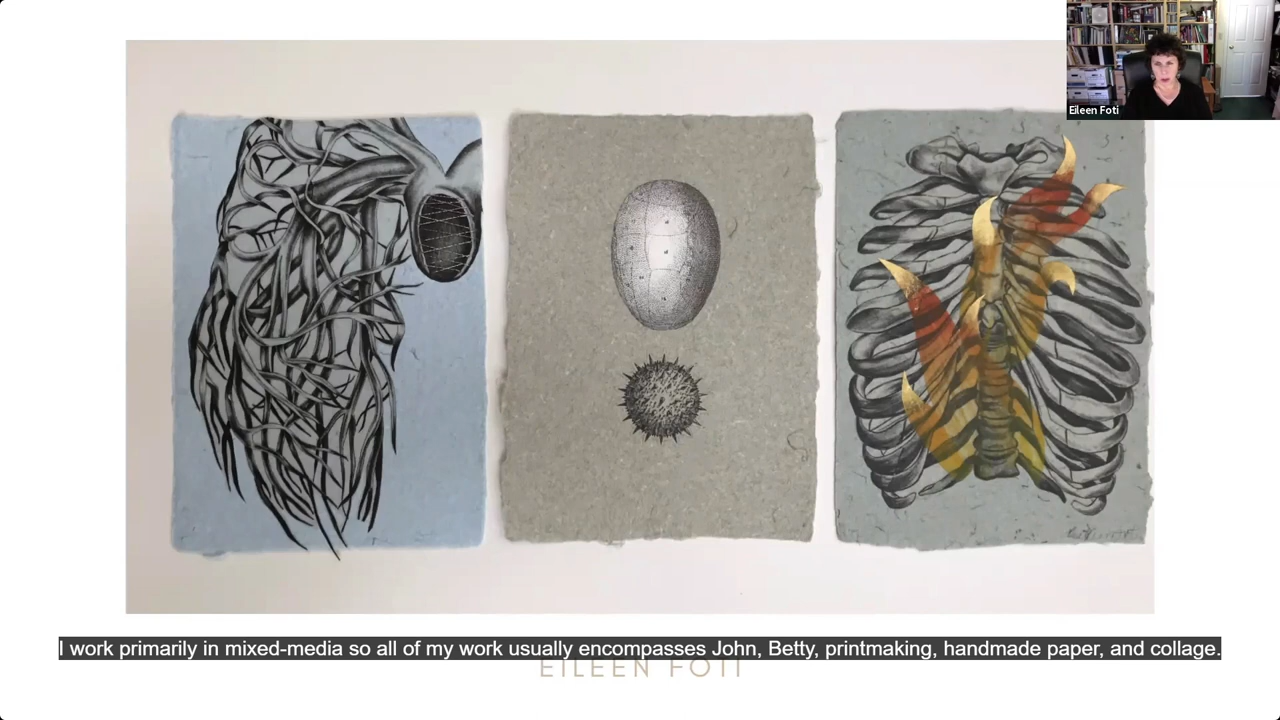 Eileen Foti
I work primarily in mixed-media so all of my work usually encompasses John, Betty, printmaking, handmade paper, and collage.
EILEEN FOTI